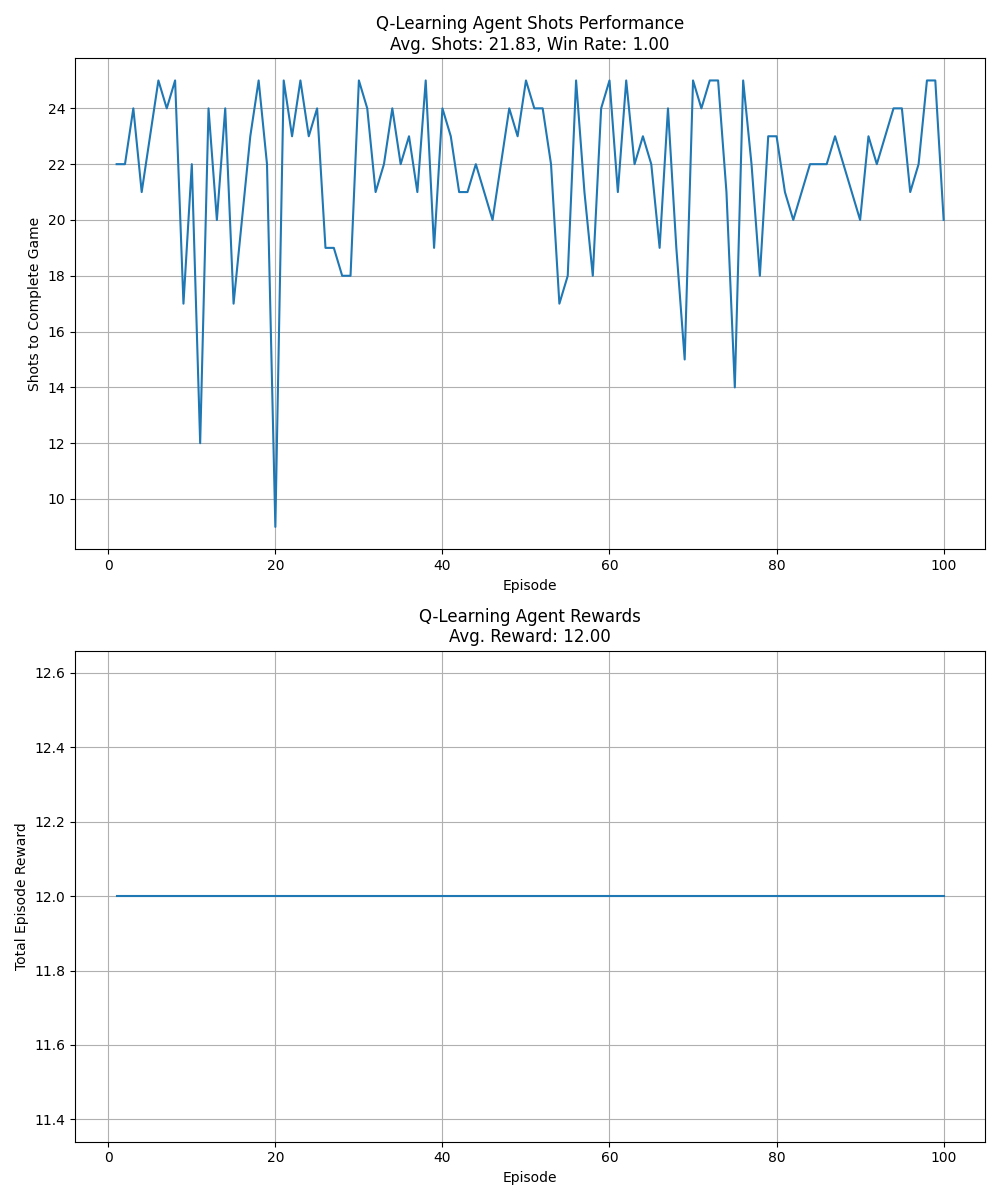 Q-Learning Agent Shots Performance
Avg. Shots: 21.83, Win Rate: 1.00
24
22
20
18
16
14
12
10
Shots to Complete Game
0 20 40 60 80 100
Episode
Q-Learning Agent Rewards
Avg. Reward: 12.00
12.6
12.4
12.2
12.0
11.8
11.6
11.4
Total Episode Reward
0 20 40 60 80 100
Episode